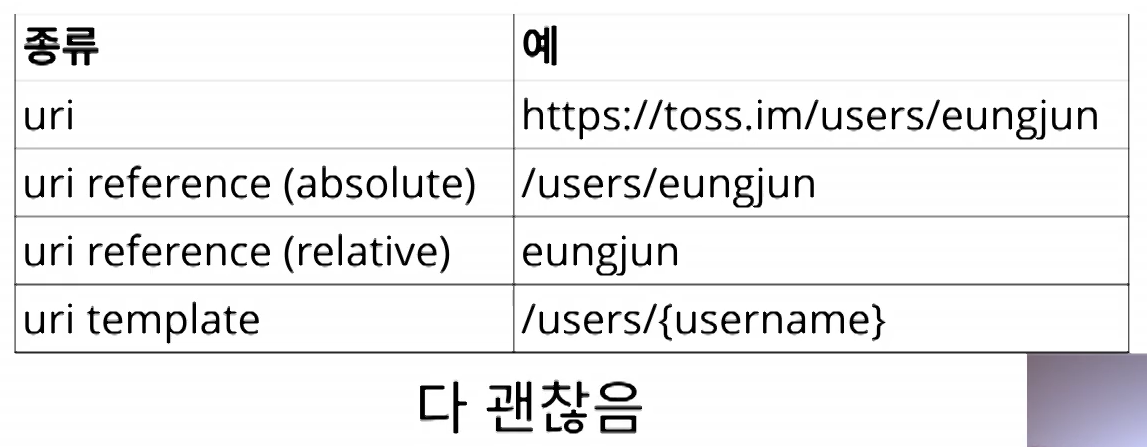 종류 예
uri https://toss.im/users/eungjun
uri reference (absolute) /users/eungjun
uri reference (relative) eungjun
uri template /users/{username}
다 괜찮음